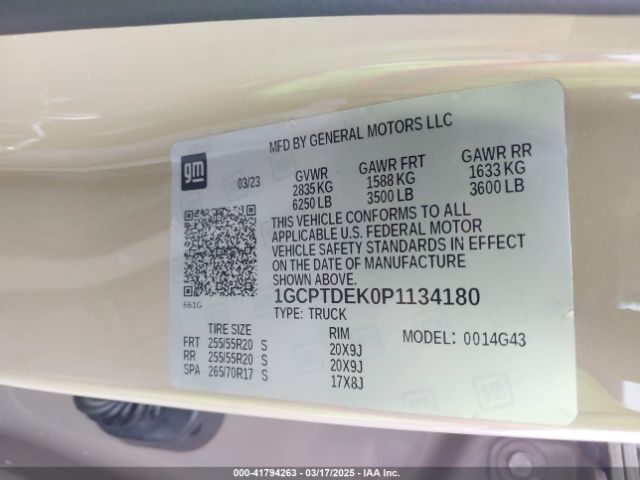 MFD BY GENERAL MOTORS LLC
gm
03/23
GVWR GAWR FRT GAWR RR
2835 KG 1588 KG 1633 KG
6250 LB 3500 LB 3600 LB
THIS VEHICLE CONFORMS TO ALL
APPLICABLE U.S. FEDERAL MOTOR
VEHICLE SAFETY STANDARDS IN EFFECT
ON THE DATE OF MANUFACTURE
SHOWN ABOVE.
661G
1GCPTDEK0P1134180
TYPE: TRUCK
TIRE SIZE RIM MODEL: 0014G43
FRT 255/55R20 S 20X9J
RR 255/55R20 S 20X9J
SPA 265/70R17 S 17X8J
000-41794263 - 03/17/2025 - IAA Inc.